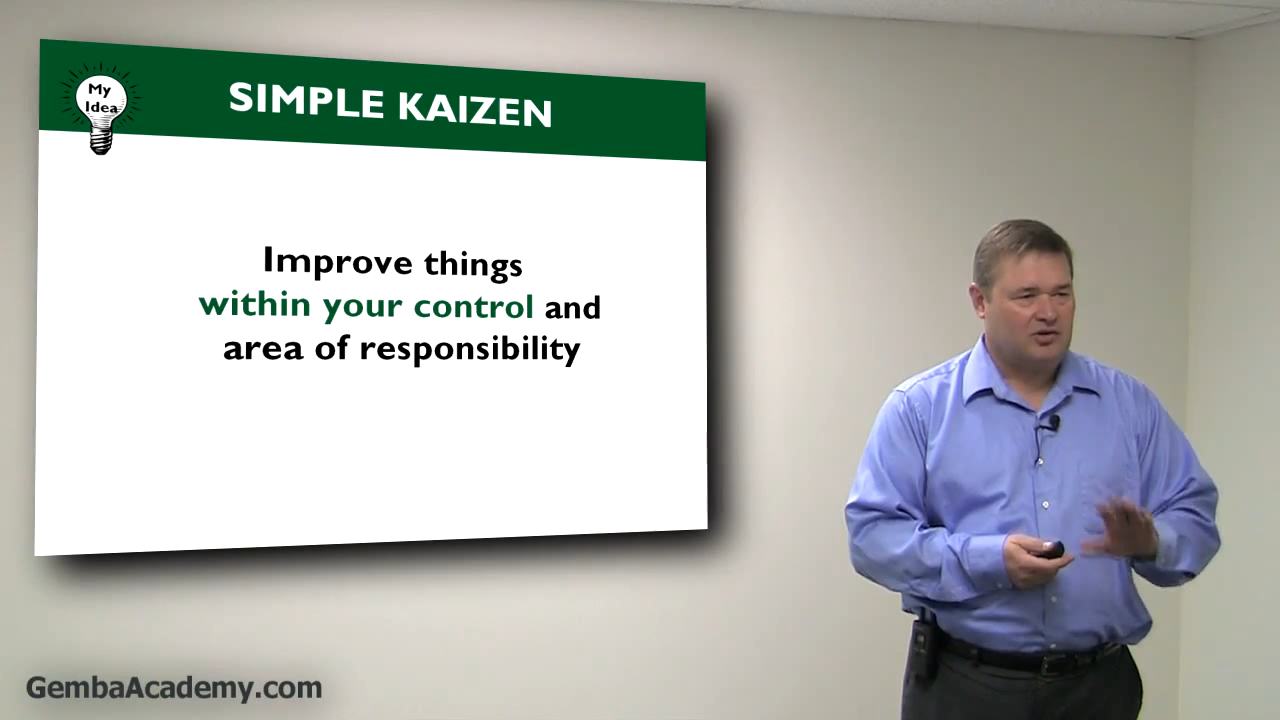 My
Idea
SIMPLE KAIZEN
Improve things
within your control and
area of responsibility
GembaAcademy.com